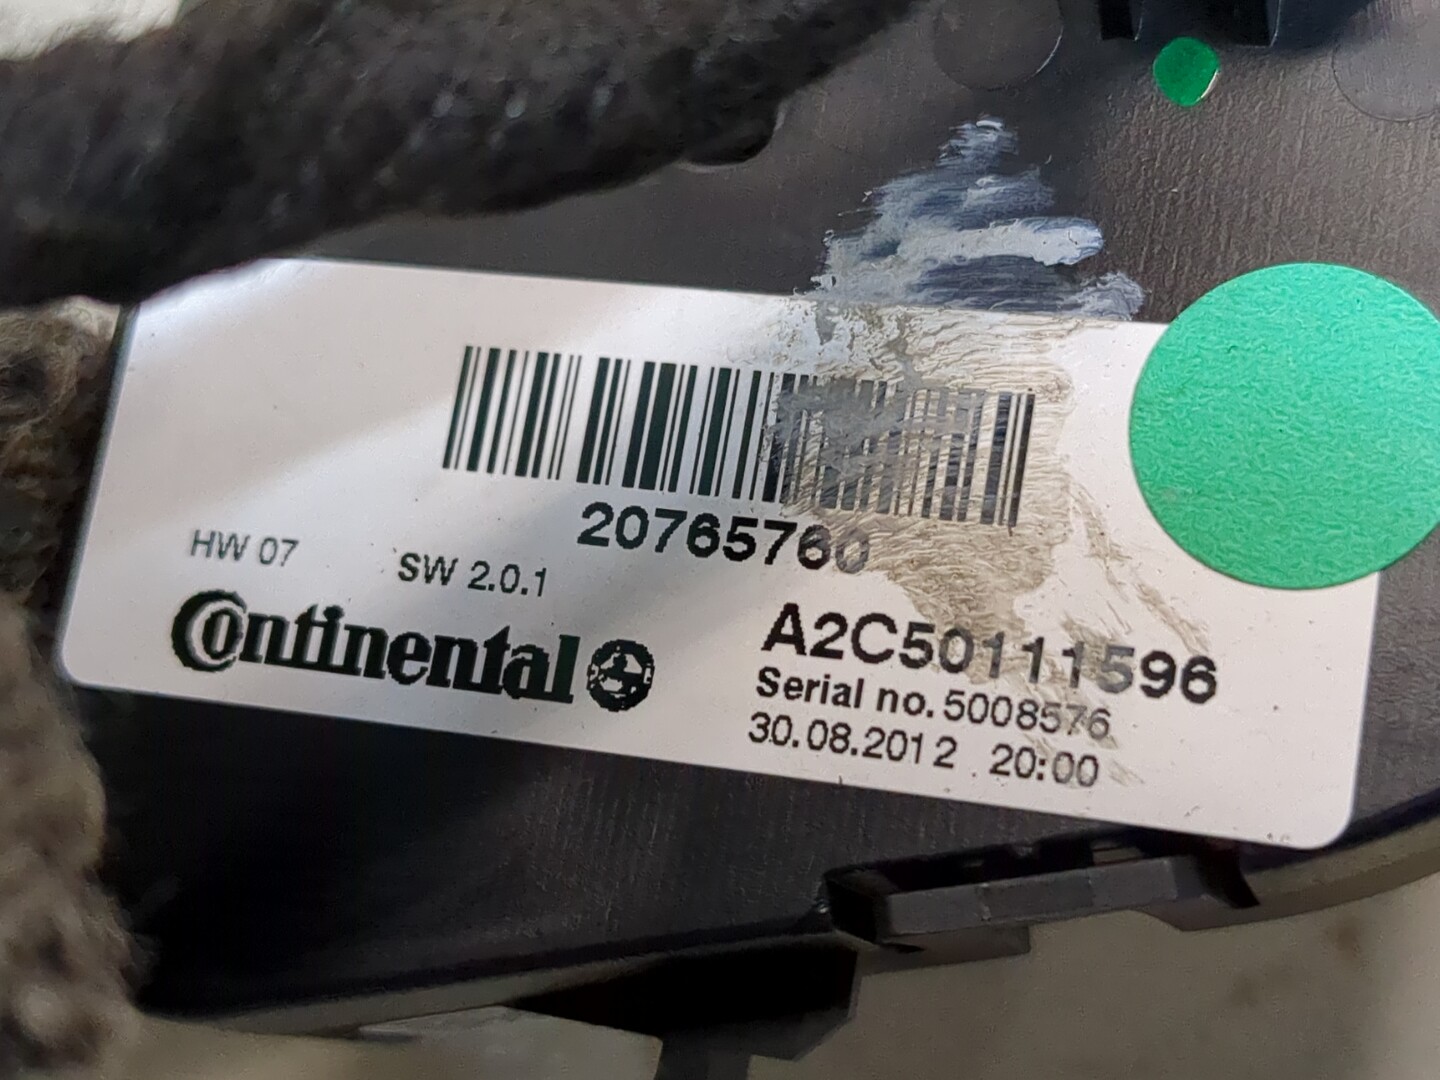 20765760
HW 07 SW 2.0.1
Continental
A2C50111596
Serial no. 5008576
30.08.2012 20:00